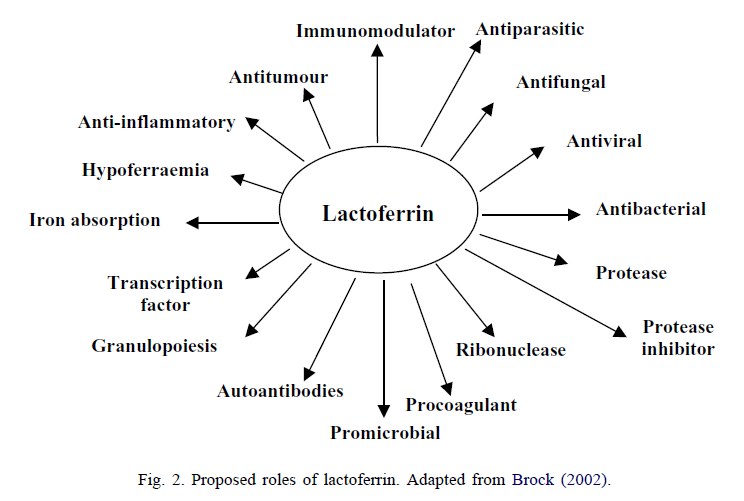 Immunomodulator
Antiparasitic
Antitumour
Antifungal
Anti-inflammatory
Antiviral
Hypoferraemia
Lactoferrin
Antibacterial
Iron absorption
Protease
Transcription
factor
Protease
inhibitor
Granulopoiesis
Ribonuclease
Autoantibodies
Procoagulant
Promicrobial
Fig. 2. Proposed roles of lactoferrin. Adapted from Brock (2002).